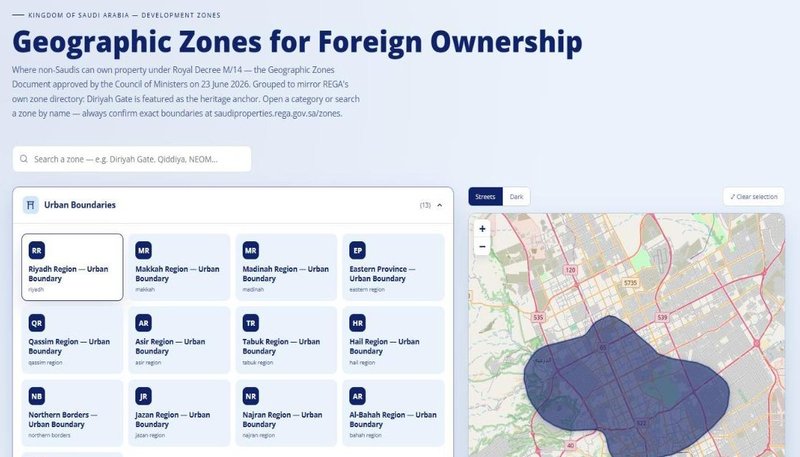 KINGDOM OF SAUDI ARABIA — DEVELOPMENT ZONES
Geographic Zones for Foreign Ownership
Where non-Saudis can own property under Royal Decree M/14 — the Geographic Zones
Document approved by the Council of Ministers on 23 June 2026. Grouped to mirror REGA's
own zone directory: Diriyah Gate is featured as the heritage anchor. Open a category or search
a zone by name — always confirm exact boundaries at saudiproperties.rega.gov.sa/zones.
Search a zone — e.g. Diriyah Gate, Qiddiya, NEOM...
Urban Boundaries
(13)
RR
Riyadh Region — Urban
Boundary
riyadh
MR
Makkah Region — Urban
Boundary
makkah
MR
Madinah Region — Urban
Boundary
madinah
EP
Eastern Province —
Urban Boundary
eastern region
QR
Qassim Region — Urban
Boundary
qassim region
AR
Asir Region — Urban
Boundary
asir region
TR
Tabuk Region — Urban
Boundary
tabuk region
HR
Hail Region — Urban
Boundary
hail region
NB
Northern Borders —
Urban Boundary
northern borders
JR
Jazan Region — Urban
Boundary
jazan region
NR
Najran Region — Urban
Boundary
najran region
AR
Al-Bahah Region — Urban
Boundary
bahah region
Streets
Dark
Clear selection
+
−
120
5735
535
539
65
522
40